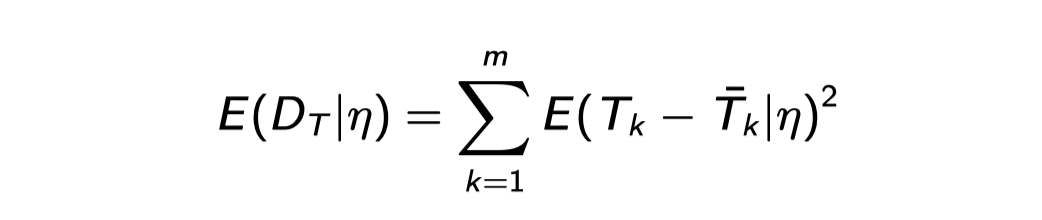 E(D_T|η) = \sum_{k=1}^{m} E(T_k − \bar{T}_k|η)^2